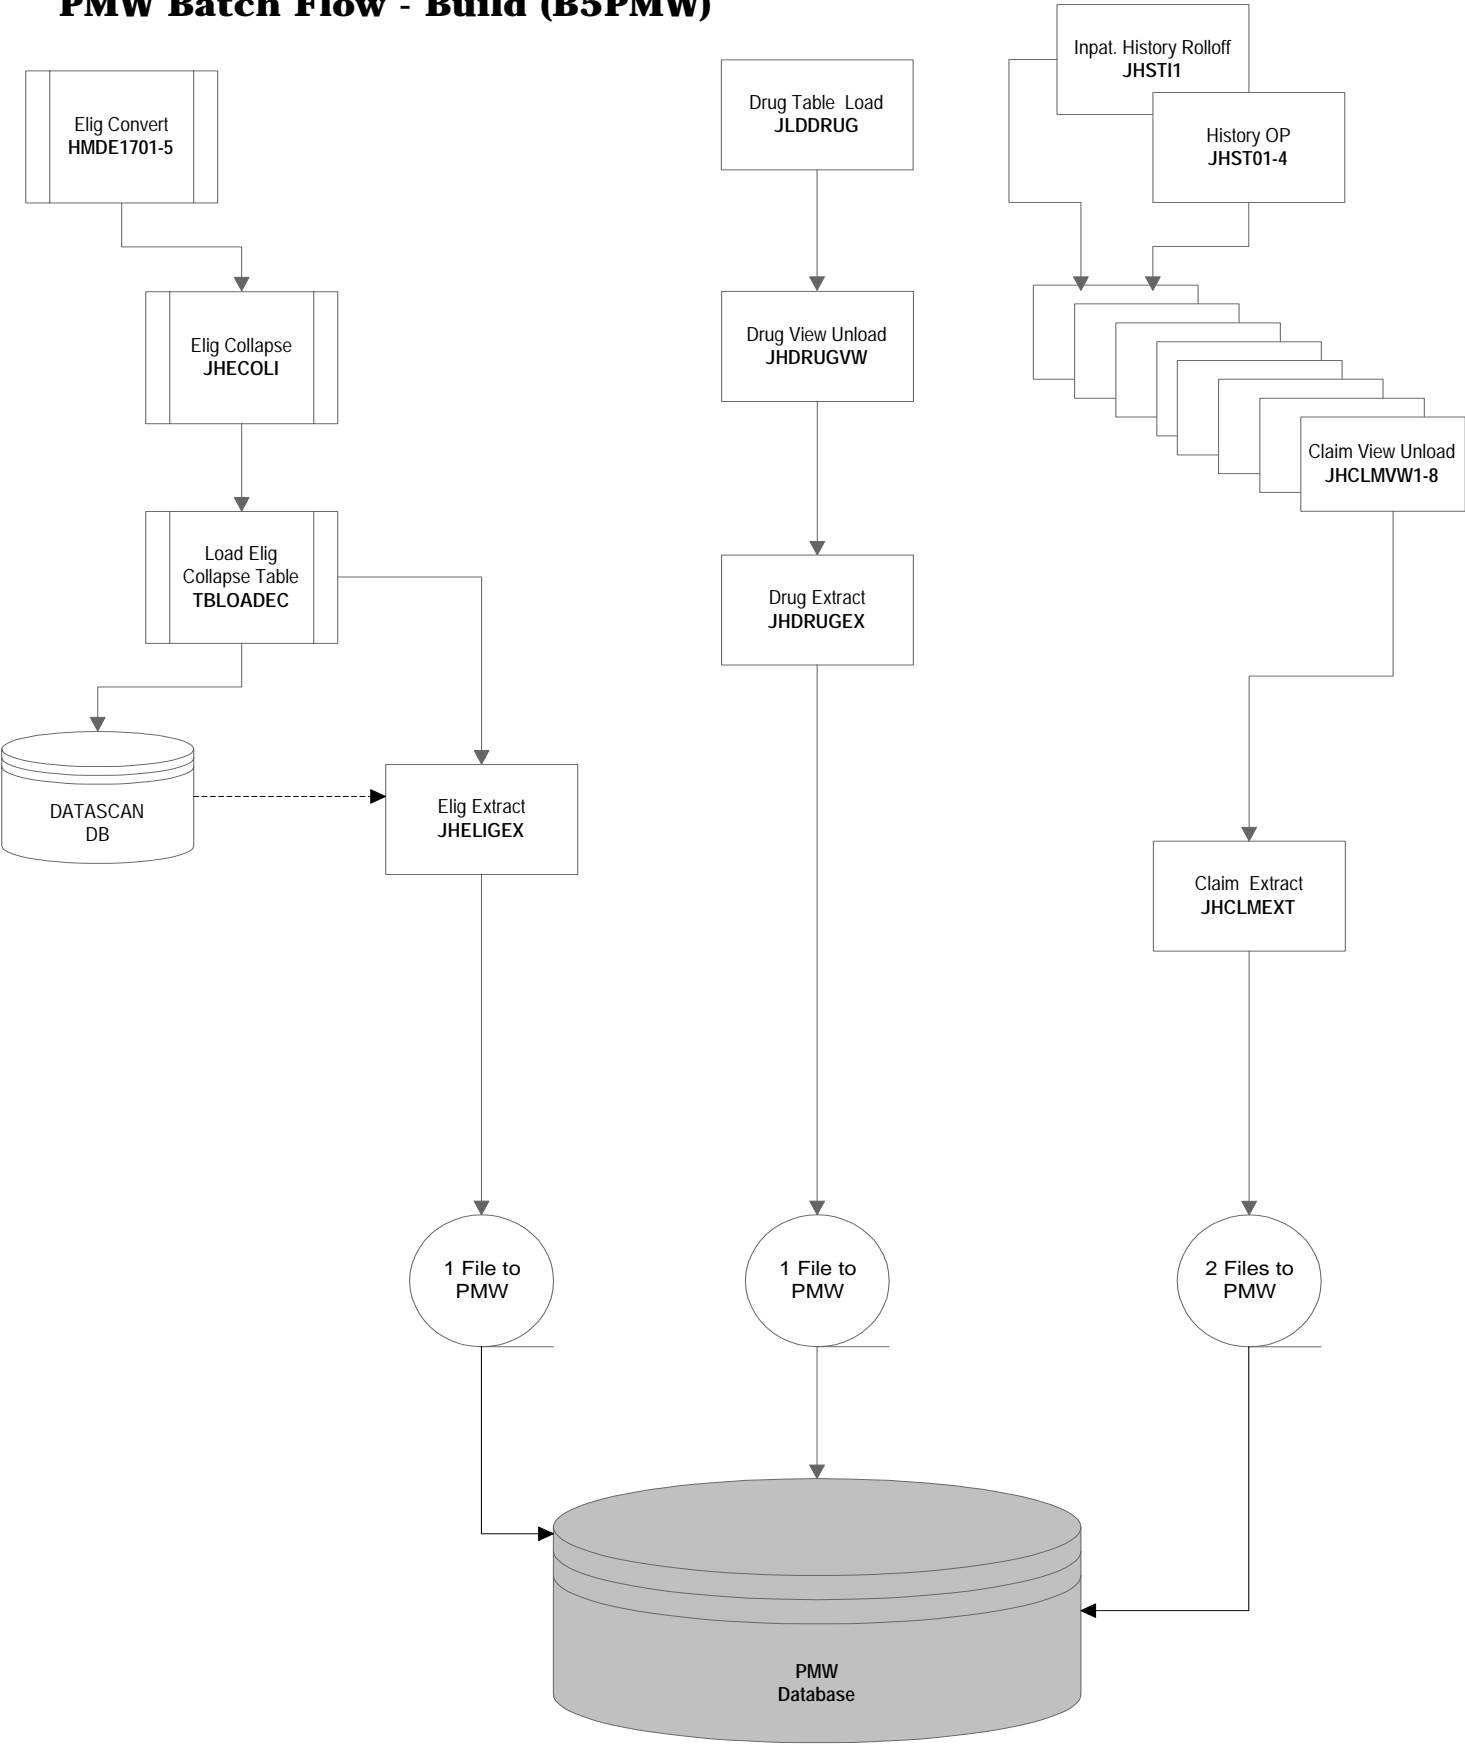 PMW Batch Flow - Build (B5PMW)
Elig Convert
HMDE1701-5
Elig Collapse
JHECOLI
Load Elig
Collapse Table
TBLOADEC
DATASCAN
DB
Elig Extract
JHELIGEX
1 File to
PMW
Drug Table Load
JLDDRUG
Drug View Unload
JHDRUGVW
Drug Extract
JHDRUGEX
1 File to
PMW
Inpat. History Rolloff
JHSTI1
History OP
JHST01-4
Claim View Unload
JHCLMVW1-8
Claim Extract
JHCLMEXT
2 Files to
PMW
PMW
Database